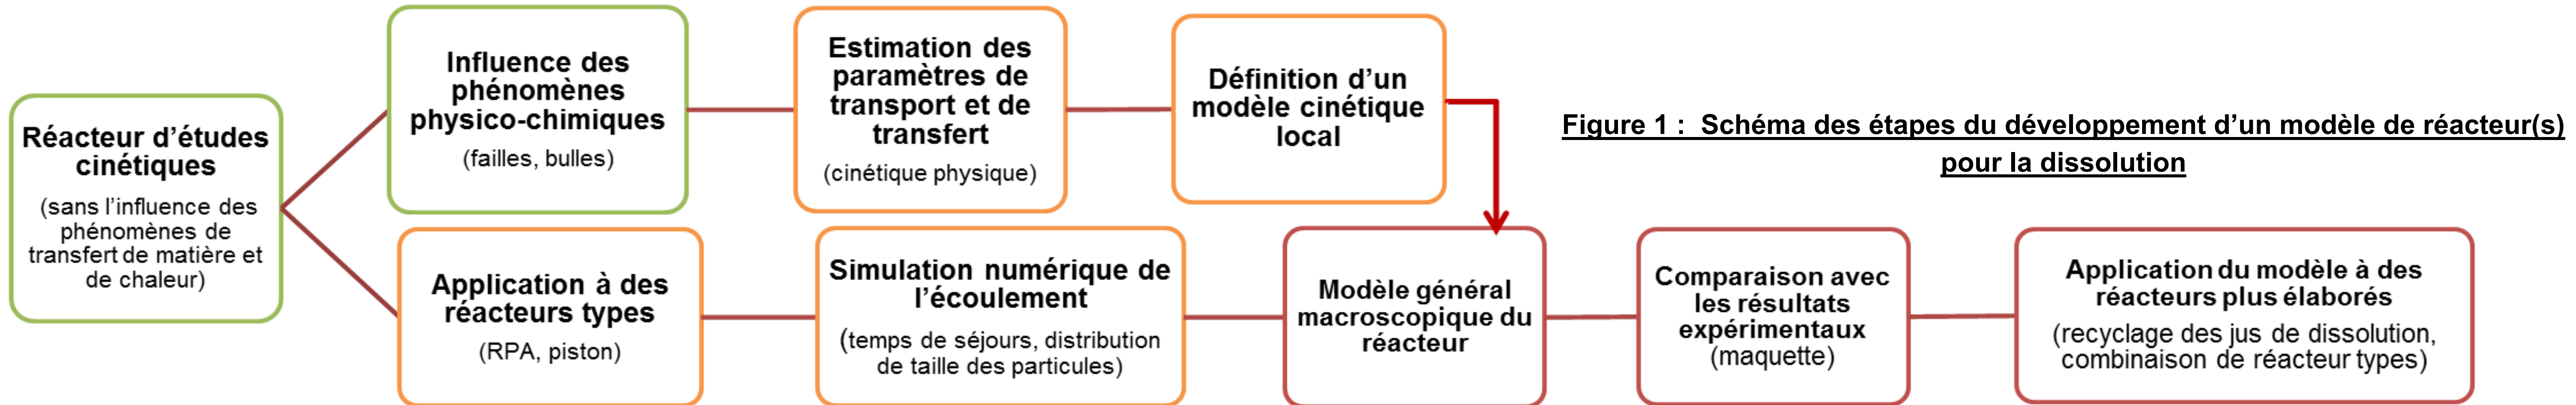 Réacteur d’études
cinétiques
(sans l’influence des
phénomènes de
transfert de matière et
de chaleur)
Influence des
phénomènes
physico-chimiques
(failles, bulles)
Estimation des
paramètres de
transport et de
transfert
(cinétique physique)
Définition d’un
modèle cinétique
local
Figure 1 :  Schéma des étapes du développement d’un modèle de réacteur(s)
pour la dissolution
Application à des
réacteurs types
(RPA, piston)
Simulation numérique de
l’écoulement
(temps de séjours, distribution
de taille des particules)
Modèle général
macroscopique du
réacteur
Comparaison avec
les résultats
expérimentaux
(maquette)
Application du modèle à des
réacteurs plus élaborés
(recyclage des jus de dissolution,
combinaison de réacteur types)